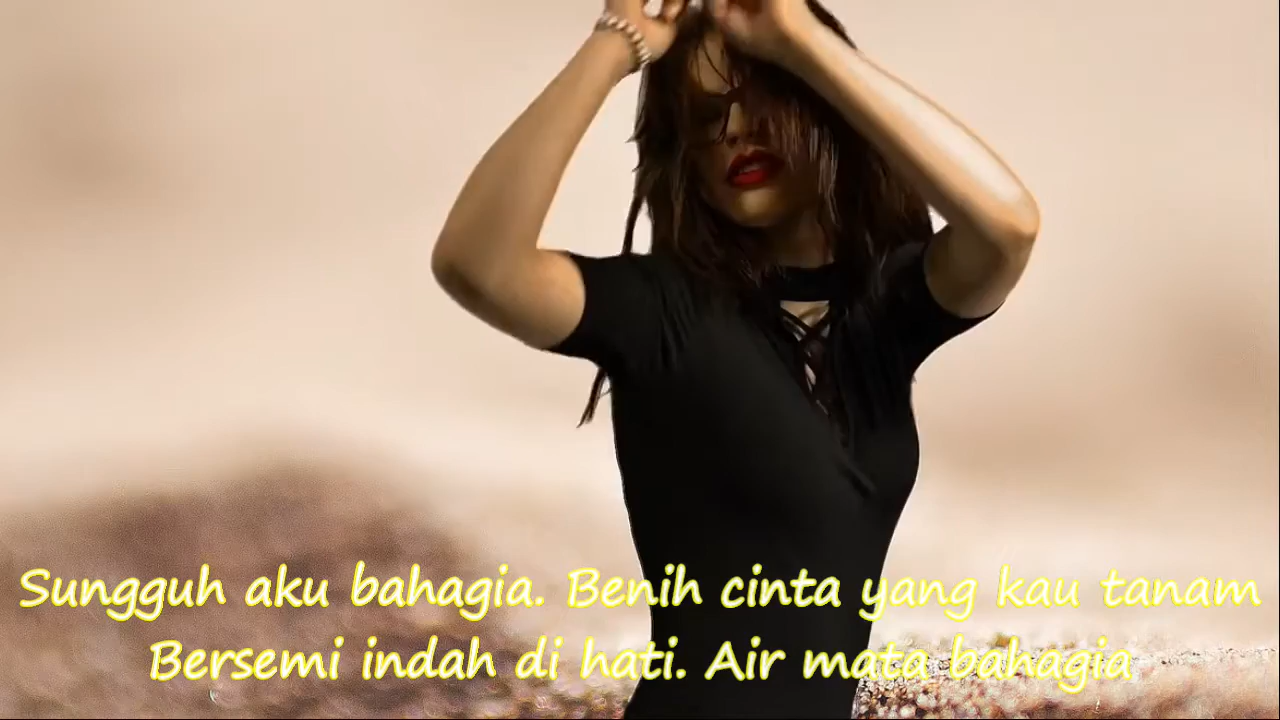 Sungguh aku bahagia. Benih cinta yang kau tanam
Bersemi indah di hati. Air mata bahagia